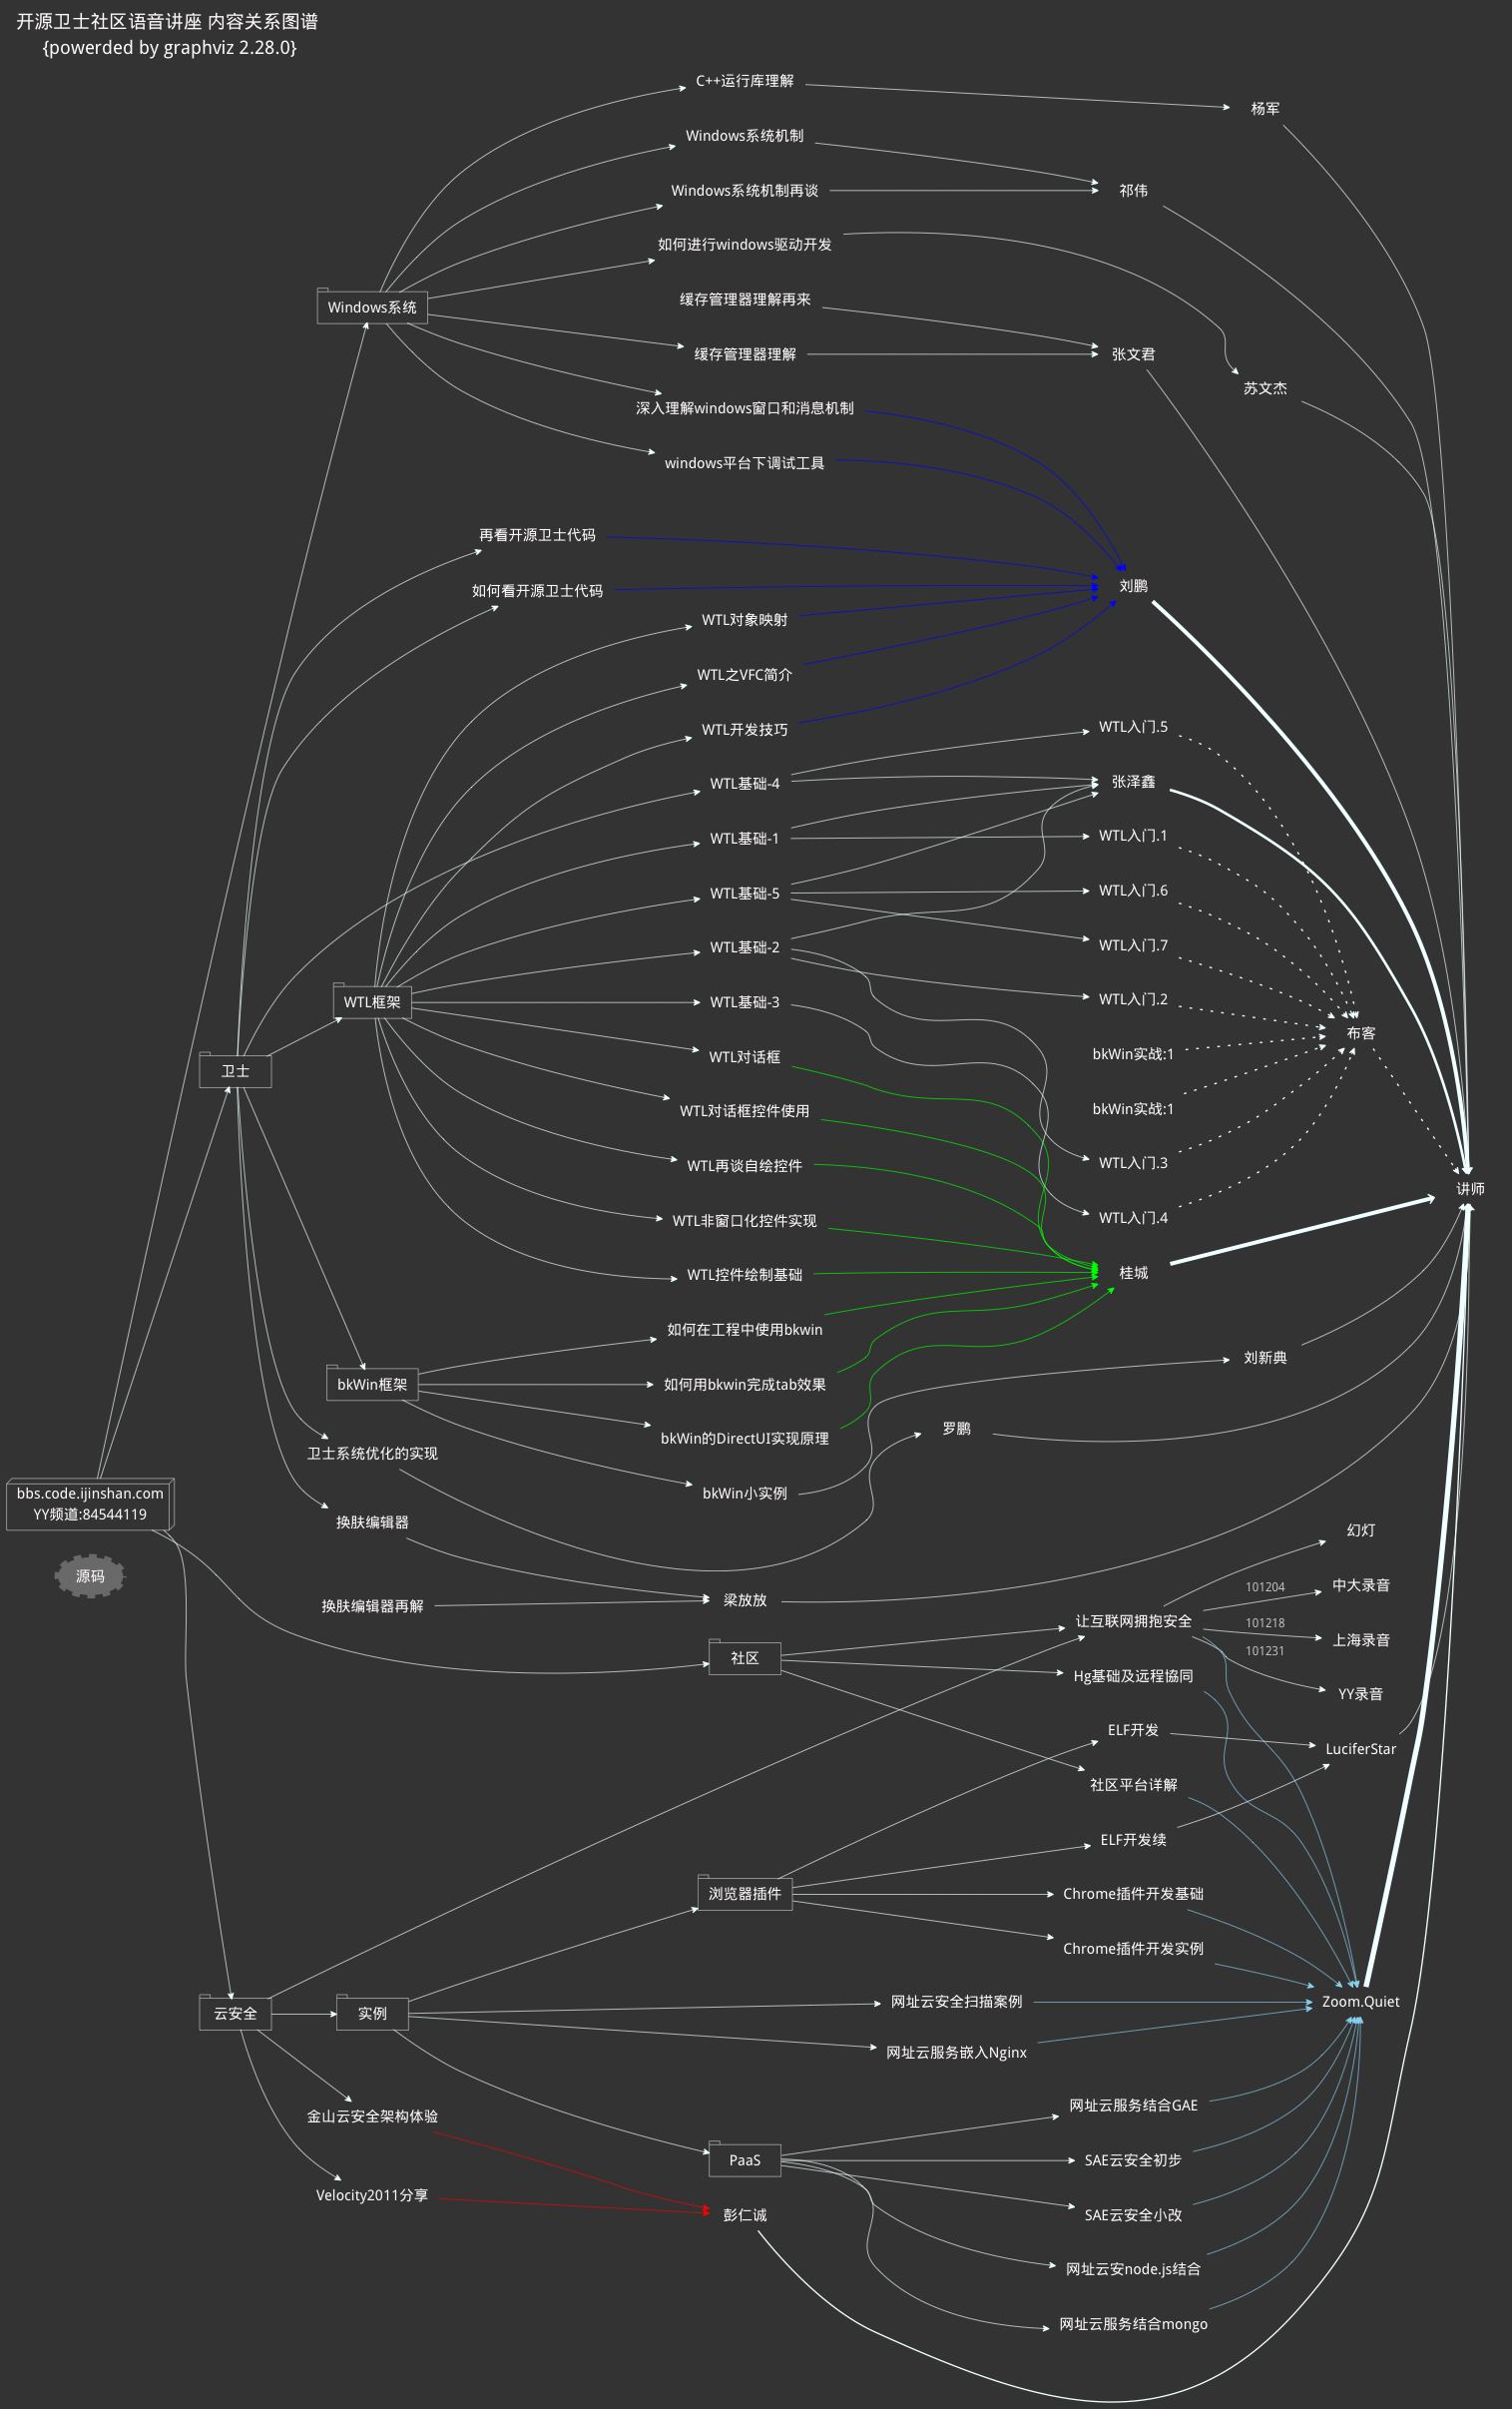 开源卫士社区语音讲座 内容关系图谱
{powerded by graphviz 2.28.0}
C++运行库理解
杨军
Windows系统机制
Windows系统机制再谈
祁伟
如何进行windows驱动开发
Windows系统
缓存管理器理解再来
缓存管理器理解
张文君
苏文杰
深入理解windows窗口和消息机制
windows平台下调试工具
再看开源卫士代码
如何看开源卫士代码
刘鹏
WTL对象映射
WTL之VFC简介
WTL开发技巧
WTL入门.5
WTL基础-4
张泽鑫
WTL基础-1
WTL入门.1
WTL基础-5
WTL入门.6
WTL基础-2
WTL入门.7
WTL框架
WTL基础-3
WTL入门.2
布客
WTL对话框
bkWin实战:1
卫士
WTL对话框控件使用
bkWin实战:1
WTL再谈自绘控件
WTL入门.3
讲师
WTL非窗口化控件实现
WTL入门.4
WTL控件绘制基础
桂城
如何在工程中使用bkwin
刘新典
bkWin框架
如何用bkwin完成tab效果
bkWin的DirectUI实现原理
罗鹏
卫士系统优化的实现
bkWin小实例
bbs.code.ijinshan.com
YY频道:84544119
换肤编辑器
幻灯
源码
101204
中大录音
换肤编辑器再解
梁放放
让互联网拥抱安全
101218
上海录音
101231
社区
Hg基础及远程協同
YY录音
ELF开发
LuciferStar
社区平台详解
ELF开发续
浏览器插件
Chrome插件开发基础
Chrome插件开发实例
云安全
实例
网址云安全扫描案例
Zoom.Quiet
网址云服务嵌入Nginx
金山云安全架构体验
网址云服务结合GAE
PaaS
SAE云安全初步
Velocity2011分享
彭仁诚
SAE云安全小改
网址云安node.js结合
网址云服务结合mongo